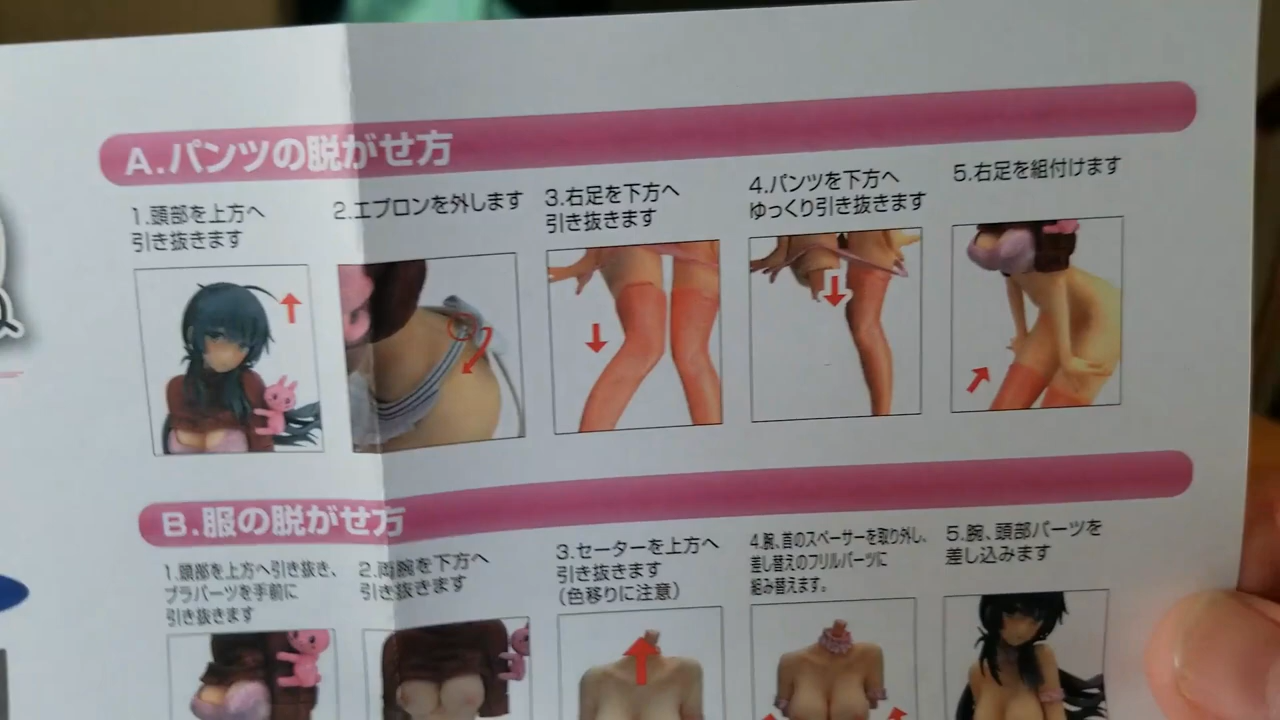 A.パンツの脱がせ方
1.頭部を上方へ
引き抜きます
2.エプロンを外します
3.右足を下方へ
引き抜きます
4.パンツを下方へ
ゆっくり引き抜きます
5.右足を組付けます
B.服の脱がせ方
1.頭部を上方へ引き抜き、
ブラパーツを手前に
引き抜きます
2.両腕を下方へ
引き抜きます
3.セーターを上方へ
引き抜きます
(色移りに注意)
4.腕、首のスペーサーを取り外し、
差し替えのフリルパーツに
組み替えます。
5.腕、頭部パーツを
差し込みます